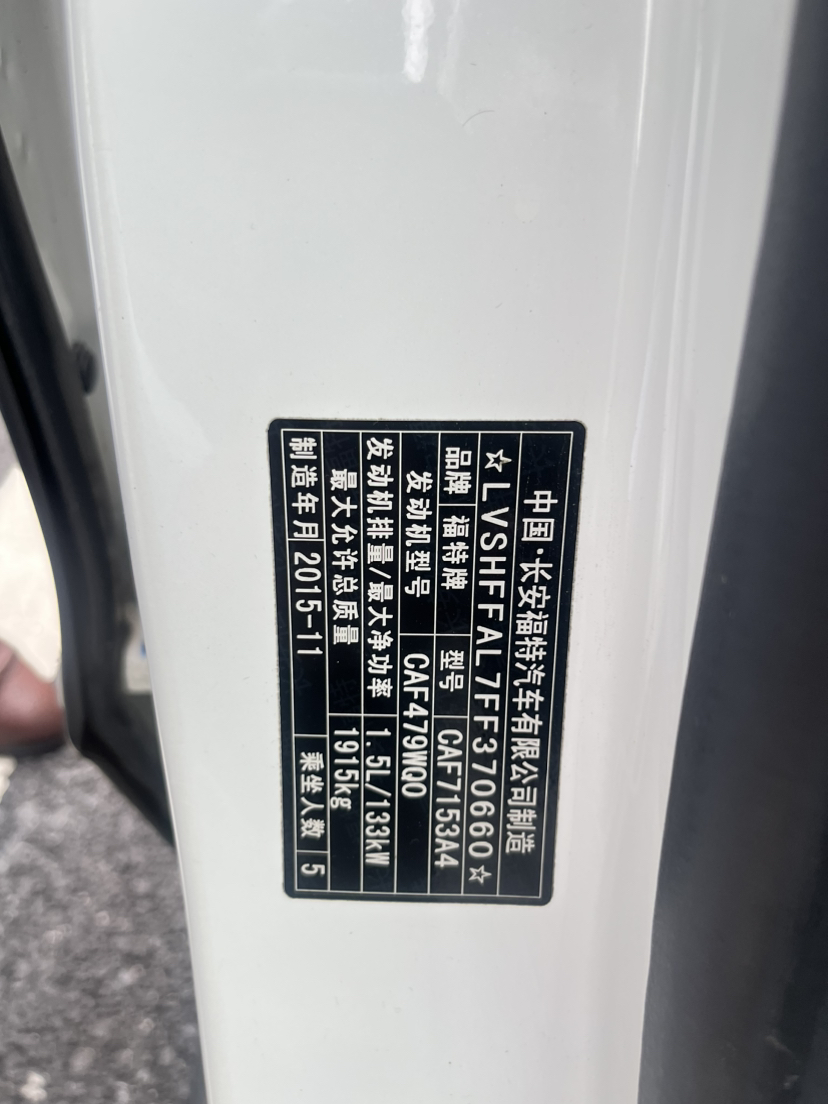 中国·长安福特汽车有限公司制造
☆LVSHFFAL7FF370660☆
品牌 福特牌 型号 CAF7153A4
发动机型号 CAF479WQ0
发动机排量/最大净功率 1.5L/133kW
最大允许总质量 1915kg
制造年月 2015-11 乘坐人数 5